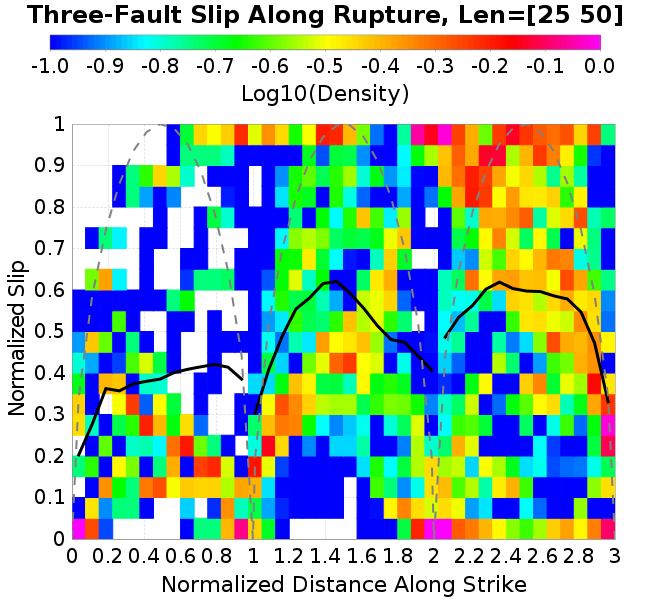 Three-Fault Slip Along Rupture, Len=[25 50]
-1.0 -0.9 -0.8 -0.7 -0.6 -0.5 -0.4 -0.3 -0.2 -0.1 0.0
Log10(Density)
1
0.9
0.8
0.7
0.6
0.5
0.4
0.3
0.2
0.1
0
Normalized Slip
0 0.2 0.4 0.6 0.8 1 1.2 1.4 1.6 1.8 2 2.2 2.4 2.6 2.8 3
Normalized Distance Along Strike